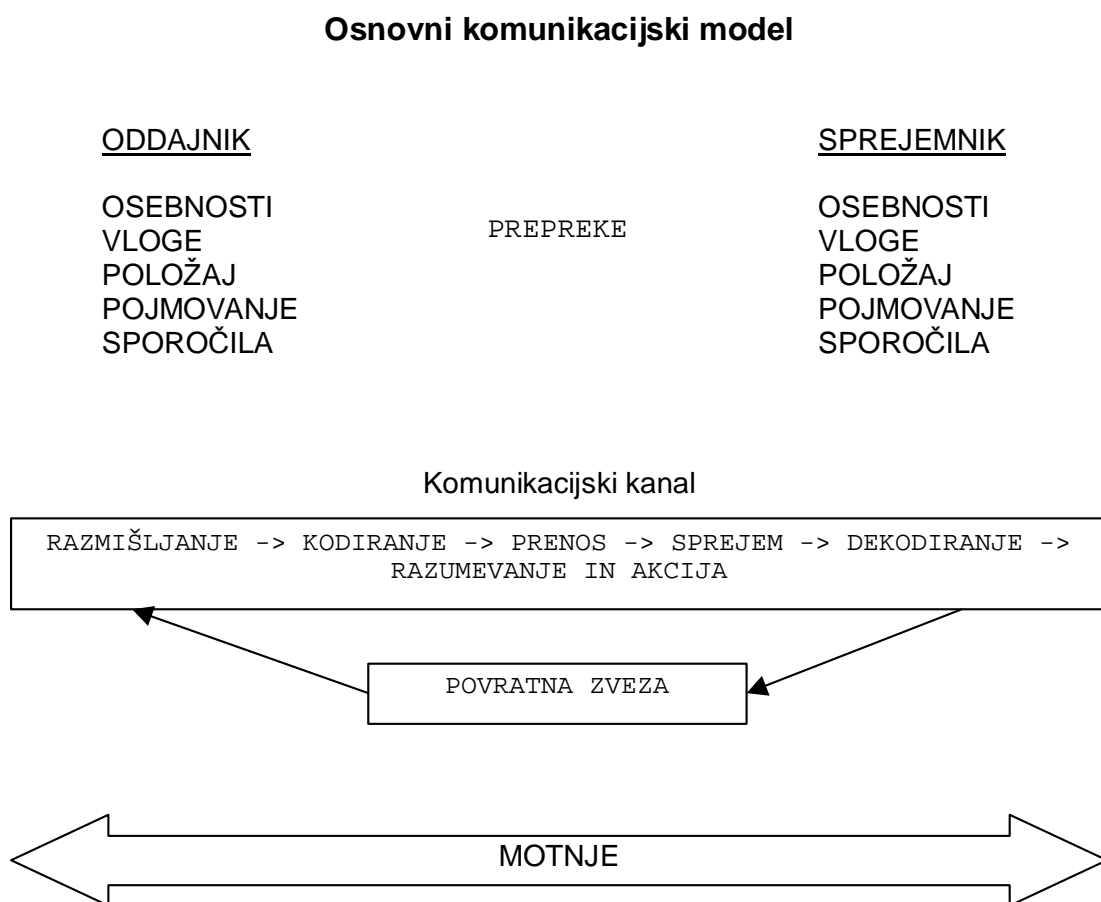 Osnovni komunikacijski model
ODDAJNIK
OSEBNOSTI
VLOGE
POLOŽAJ
POJMOVANJE
SPOROČILA
PREPREKE
SPREJEMNIK
OSEBNOSTI
VLOGE
POLOŽAJ
POJMOVANJE
SPOROČILA
Komunikacijski kanal
RAZMIŠLJANJE -> KODIRANJE -> PRENOS -> SPREJEM -> DEKODIRANJE ->
RAZUMEVANJE IN AKCIJA
POVRATNA ZVEZA
MOTNJE